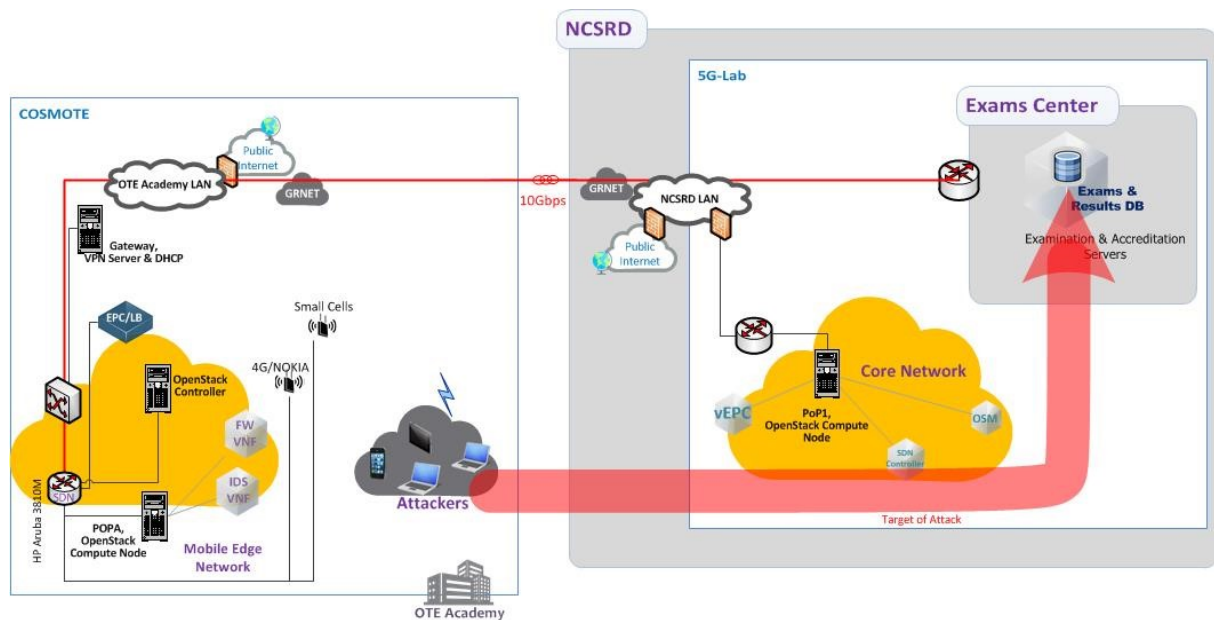 NCSRD
5G-Lab
COSMOTE
Exams Center
Public
Internet
OTE Academy LAN
GRNET
10Gbps
GRNET
NCSRD LAN
Exams &
Results DB
Examination & Accreditation
Servers
Gateway,
VPN Server & DHCP
Public
Internet
Small Cells
EPC/LB
4G/NOKIA
OpenStack
Controller
FW
VNF
Core Network
vEPC
PoP1,
OpenStack Compute
Node
OSM
SDN
Controller
IDS
VNF
SDN
HP Aruba 3810M
Attackers
POPA,
OpenStack
Compute Node
Mobile Edge
Network
Target of Attack
OTE Academy